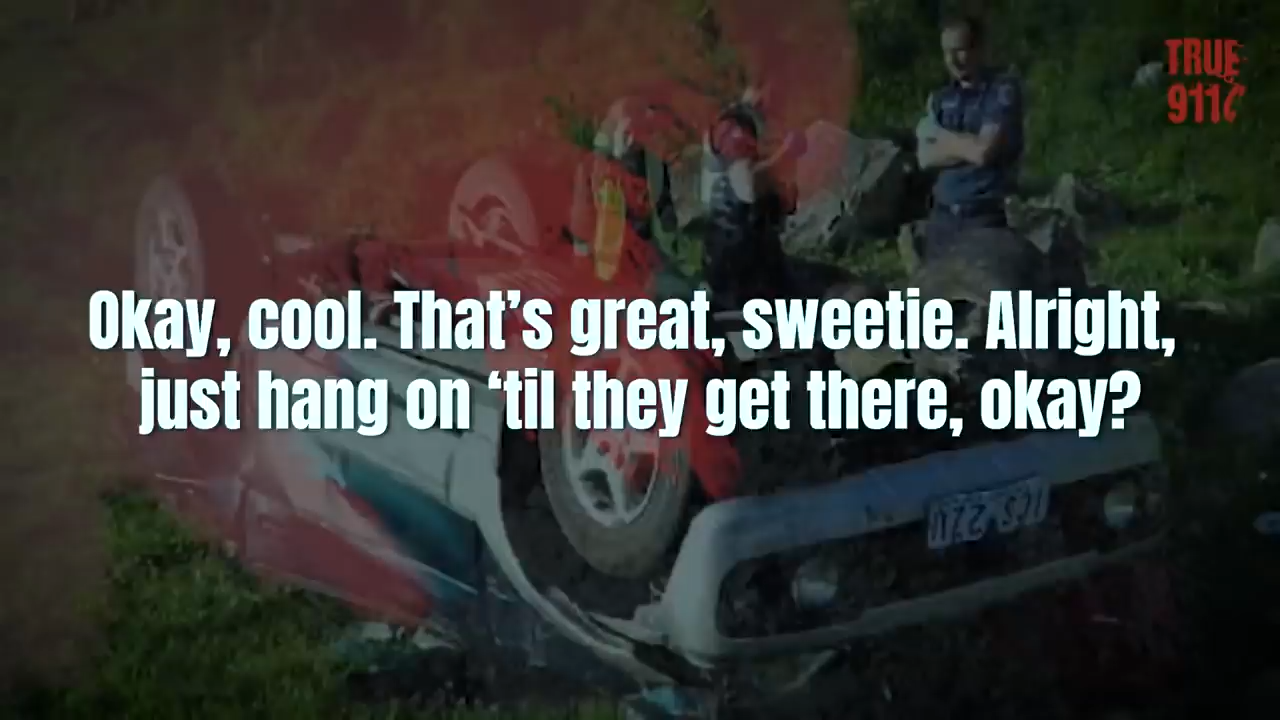 TRUE
911
Okay, cool. That’s great, sweetie. Alright,
just hang on ‘til they get there, okay?